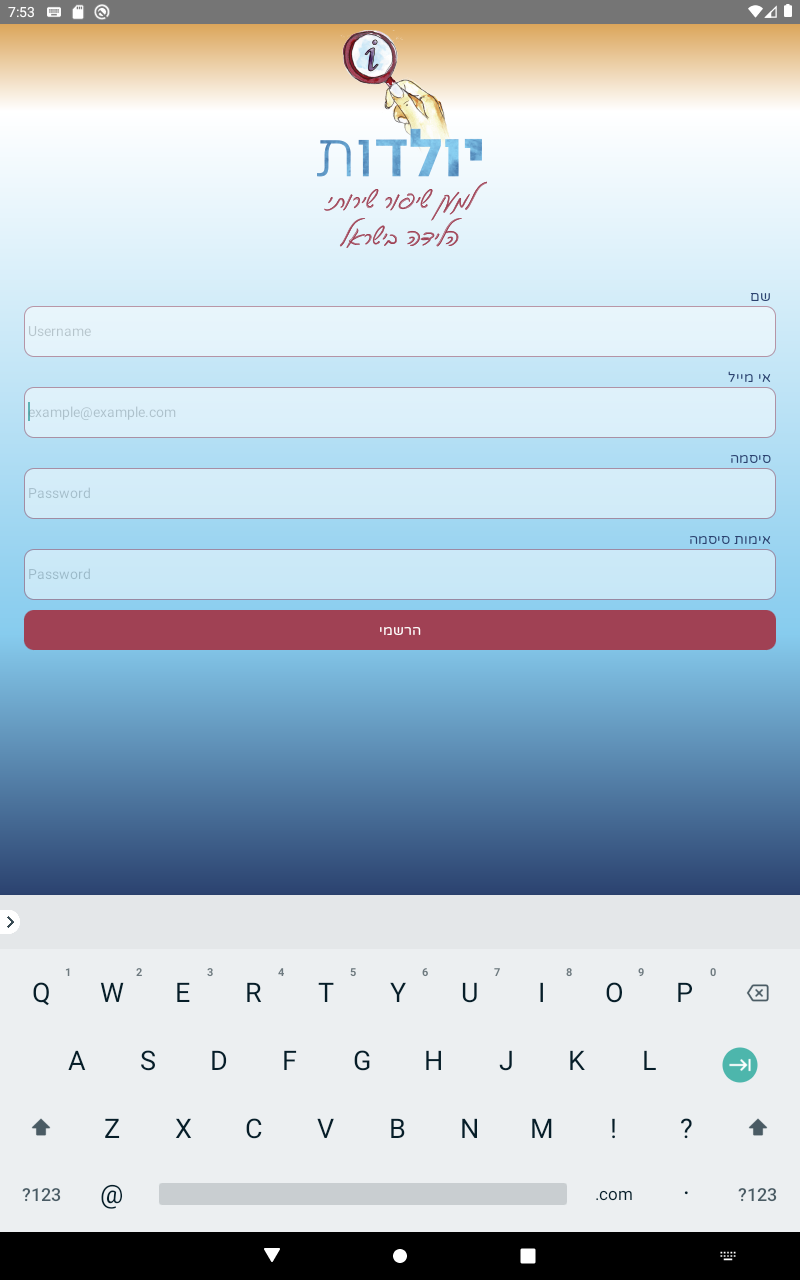 7:53
i
יולדות
למען שיפור שירותי
הלידה בישראל
שם
Username
אי מייל
example@example.com
סיסמה
Password
אימות סיסמה
Password
הרשמי
1 2 3 4 5 6 7 8 9 0
Q W E R T Y U I O P
A S D F G H J K L
Z X C V B N M ! ?
?123 @ .com . ?123